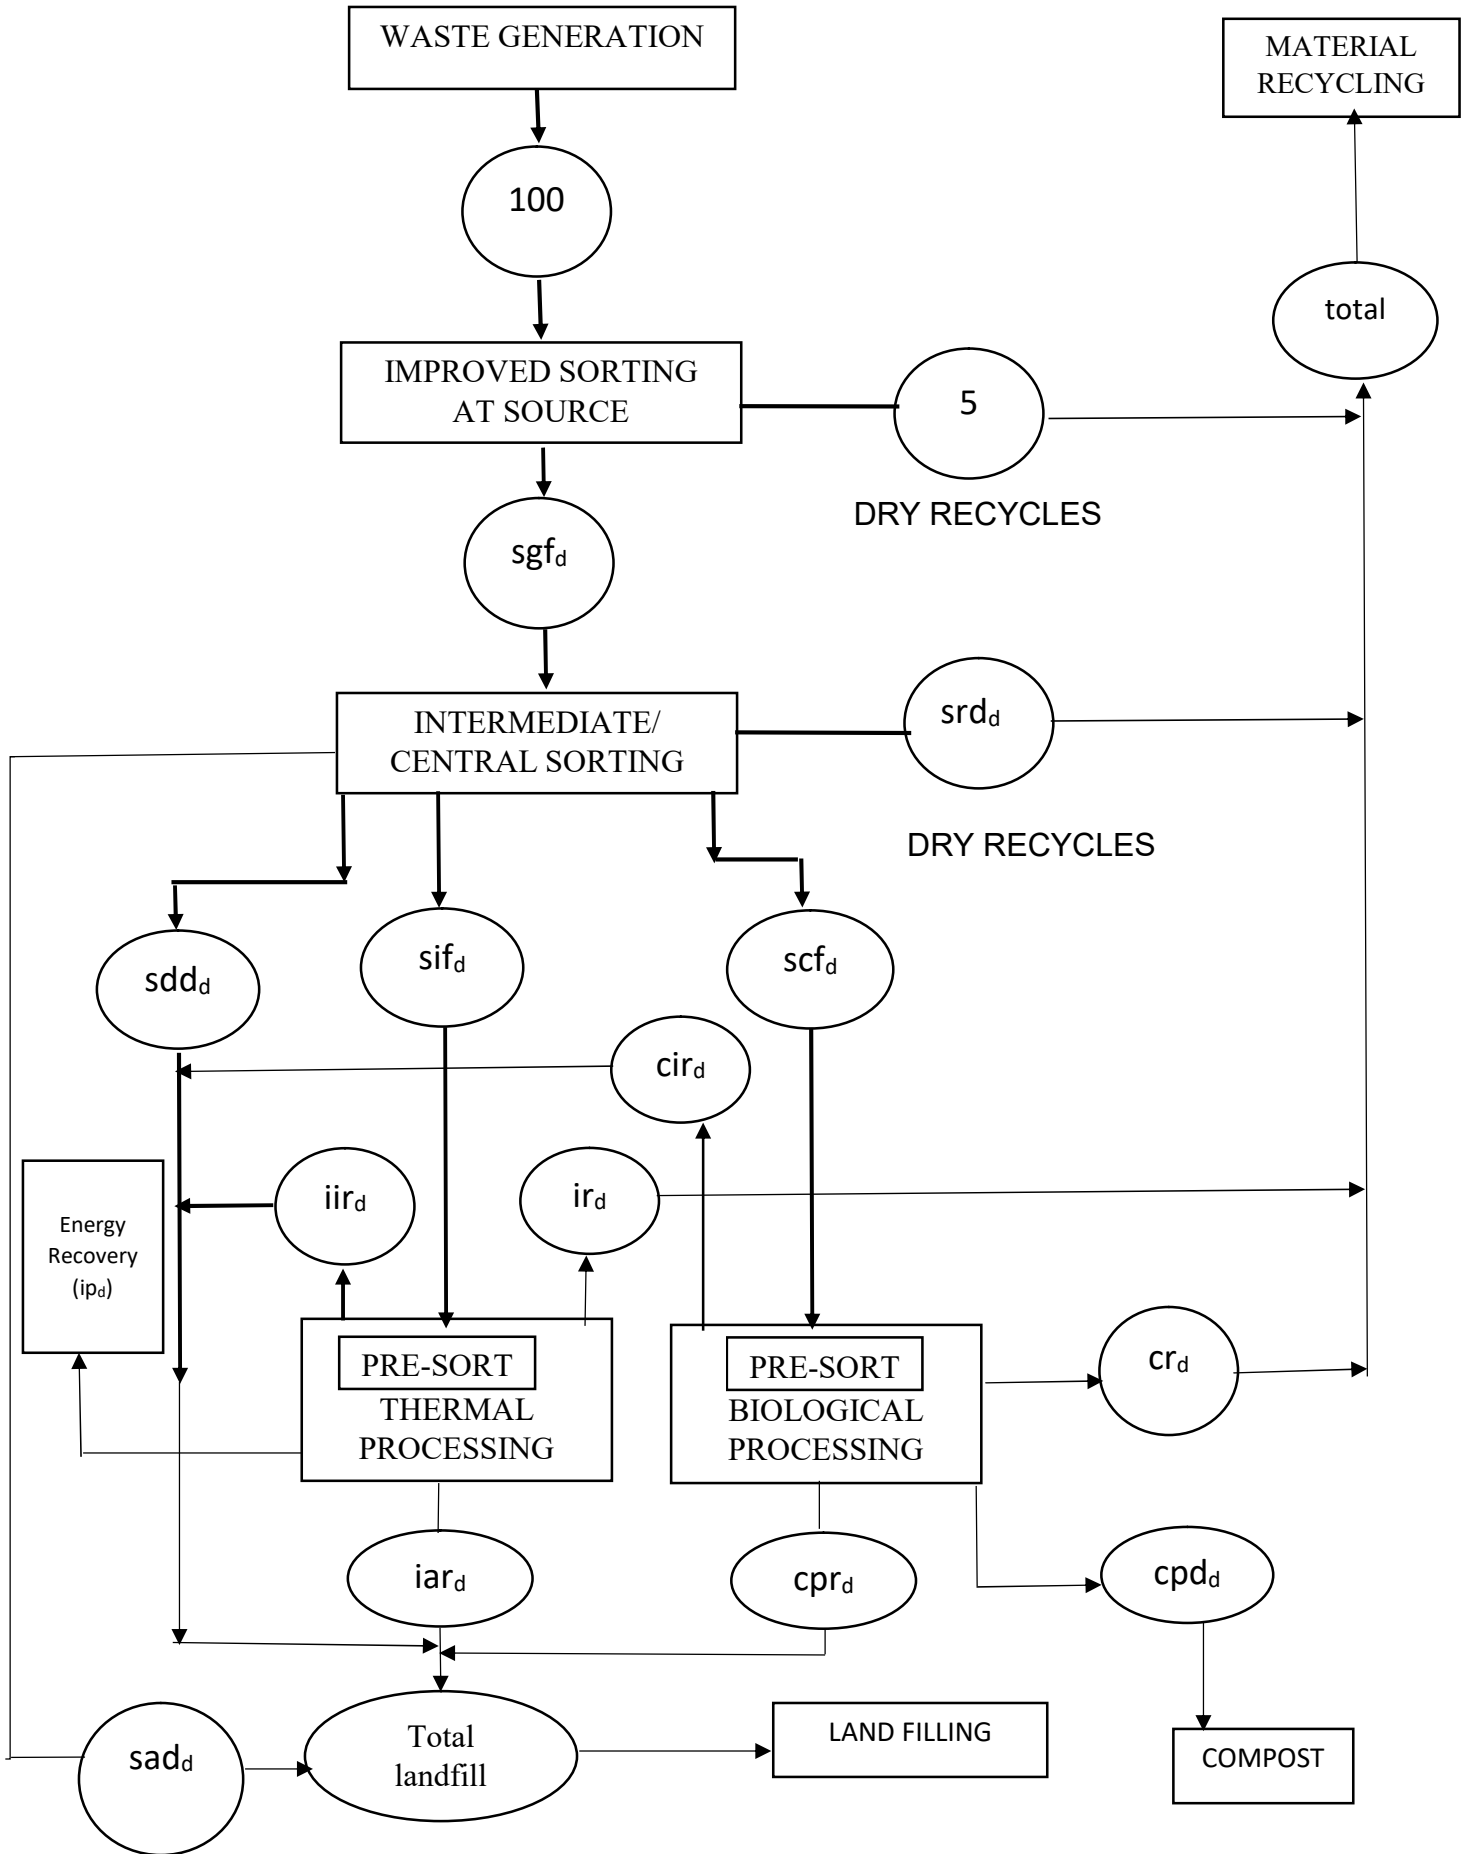 WASTE GENERATION
MATERIAL
RECYCLING
100
total
IMPROVED SORTING
AT SOURCE
5
DRY RECYCLES
sgfd
INTERMEDIATE/
CENTRAL SORTING
srdd
DRY RECYCLES
sddd
sifd
scfd
cird
iird
ird
Energy
Recovery
(ipd)
PRE-SORT
THERMAL
PROCESSING
PRE-SORT
BIOLOGICAL
PROCESSING
crd
iard
cprd
cpdd
sadd
Total
landfill
LAND FILLING
COMPOST